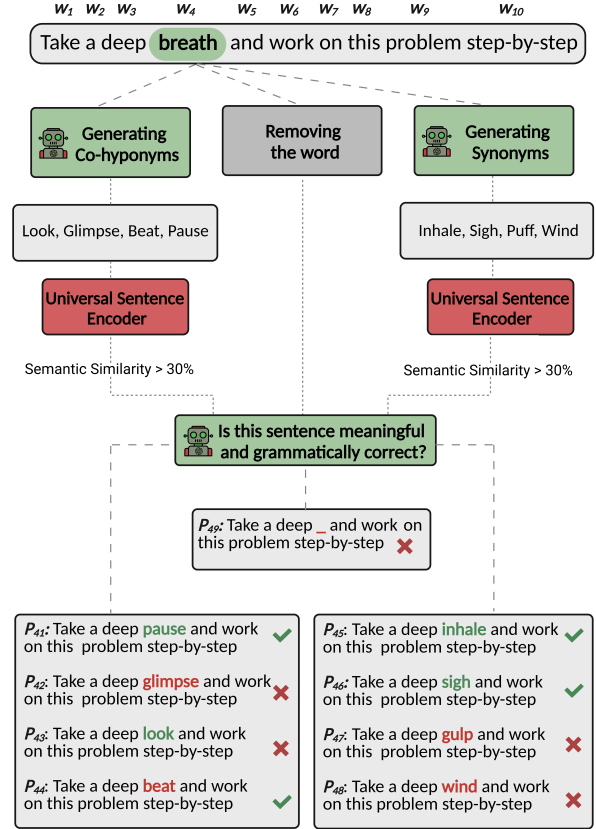 W1 W2 W3 W4 W5 W6 W7 W8 W9 W10
Take a deep breath and work on this problem step-by-step
Generating
Co-hyponyms
Removing
the word
Generating
Synonyms
Look, Glimpse, Beat, Pause
Inhale, Sigh, Puff, Wind
Universal Sentence
Encoder
Universal Sentence
Encoder
Semantic Similarity > 30%
Semantic Similarity > 30%
Is this sentence meaningful
and grammatically correct?
P49: Take a deep _ and work on
this problem step-by-step
P41: Take a deep pause and work
on this problem step-by-step
P42: Take a deep glimpse and work
on this problem step-by-step
P43: Take a deep look and work
on this problem step-by-step
P44: Take a deep beat and work
on this problem step-by-step
P45: Take a deep inhale and work
on this problem step-by-step
P46: Take a deep sigh and work
on this problem step-by-step
P47: Take a deep gulp and work
on this problem step-by-step
P48: Take a deep wind and work
on this problem step-by-step